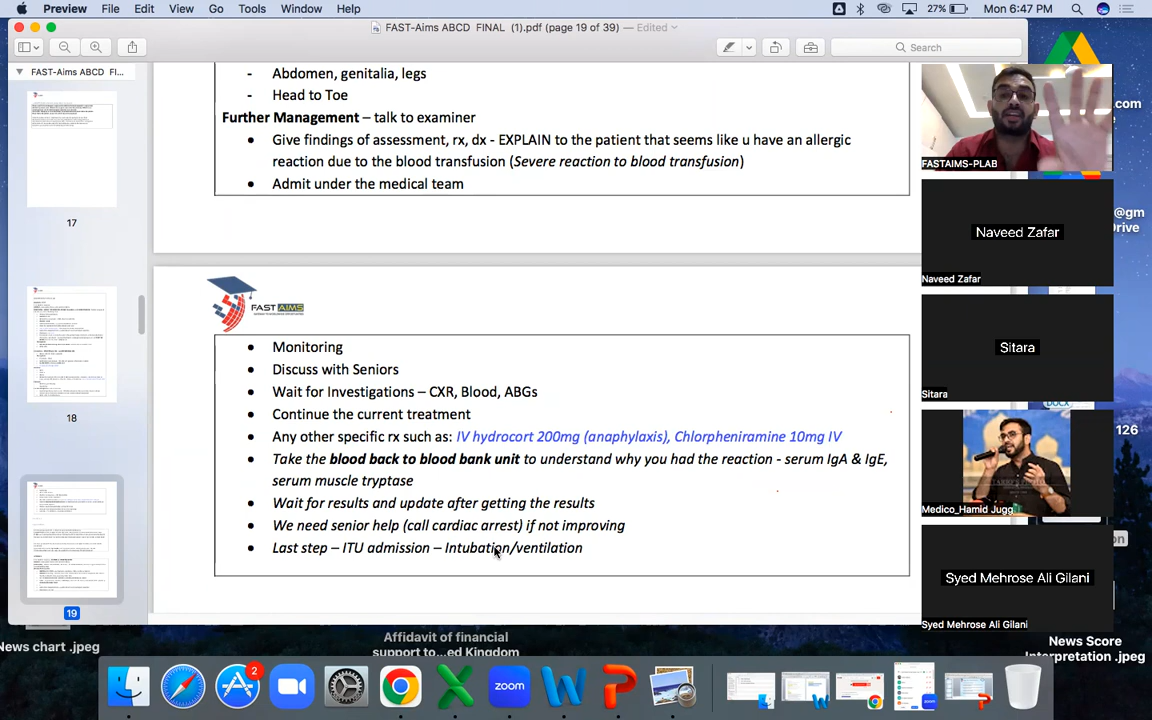 Preview File Edit View Go Tools Window Help
27% Mon 6:47 PM
FAST-Aims ABCD FINAL (1).pdf (page 19 of 39) — Edited
Search
FAST-Aims ABCD FI...
17
18
19
- Abdomen, genitalia, legs
- Head to Toe
Further Management – talk to examiner
• Give findings of assessment, rx, dx - EXPLAIN to the patient that seems like u have an allergic
reaction due to the blood transfusion (Severe reaction to blood transfusion)
• Admit under the medical team
FAST AIMS
• Monitoring
• Discuss with Seniors
• Wait for Investigations – CXR, Blood, ABGs
• Continue the current treatment
• Any other specific rx such as: IV hydrocort 200mg (anaphylaxis), Chlorpheniramine 10mg IV
• Take the blood back to blood bank unit to understand why you had the reaction - serum IgA & IgE,
serum muscle tryptase
• Wait for results and update after getting the results
• We need senior help (call cardiac arrest) if not improving
• Last step – ITU admission – Intubation/ventilation
FASTAIMS-PLAB
Naveed Zafar
Naveed Zafar
Sitara
Sitara
Medico_Hamid Jugg
Syed Mehrose Ali Gilani
Syed Mehrose Ali Gilani
.com
@gm
Drive
DOCX
126
on
News chart .jpeg
Affidavit of financial
support to...ed Kingdom
News Score
Interpretation .jpeg
2
zoom